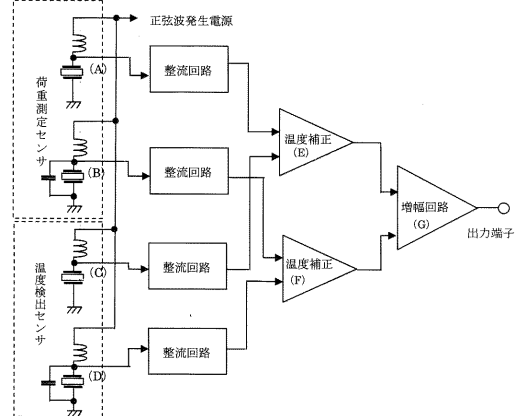 正弦波発生電源
(A)
整流回路
荷重測定センサ
温度補正
(E)
(B)
整流回路
増幅回路
(G)
出力端子
(C)
整流回路
温度補正
(F)
温度検出センサ
(D)
整流回路